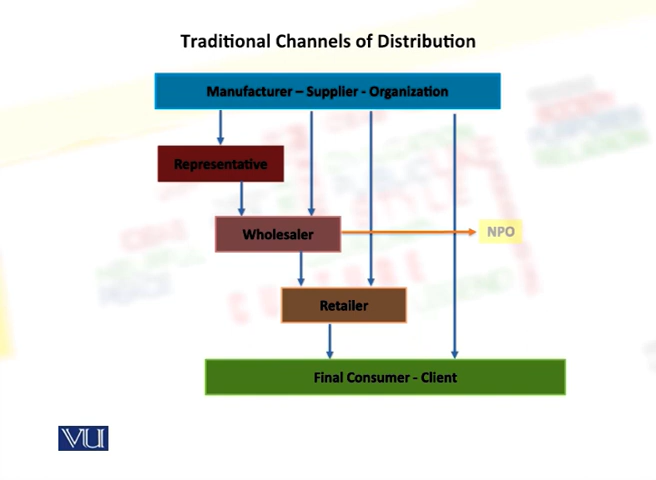 Traditional Channels of Distribution
Manufacturer – Supplier - Organization
Representative
Wholesaler
NPO
Retailer
Final Consumer - Client
VU